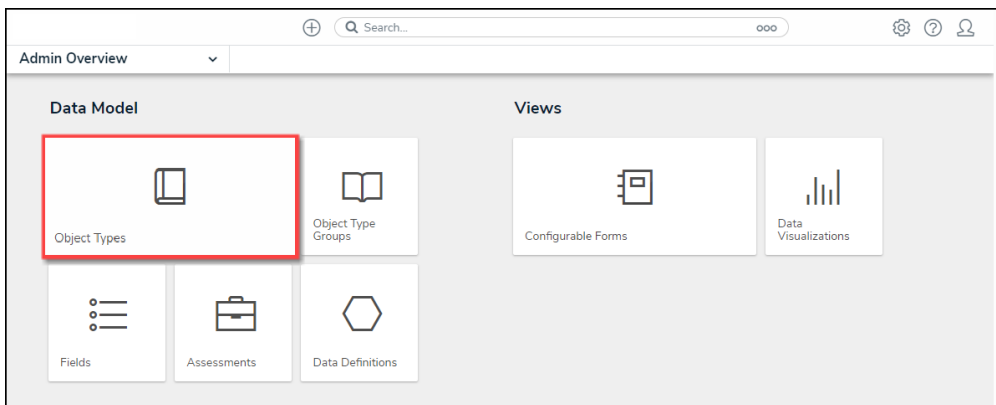 Search...
Admin Overview
Data Model
Views
Object Types
Object Type
Groups
Configurable Forms
Data
Visualizations
Fields
Assessments
Data Definitions